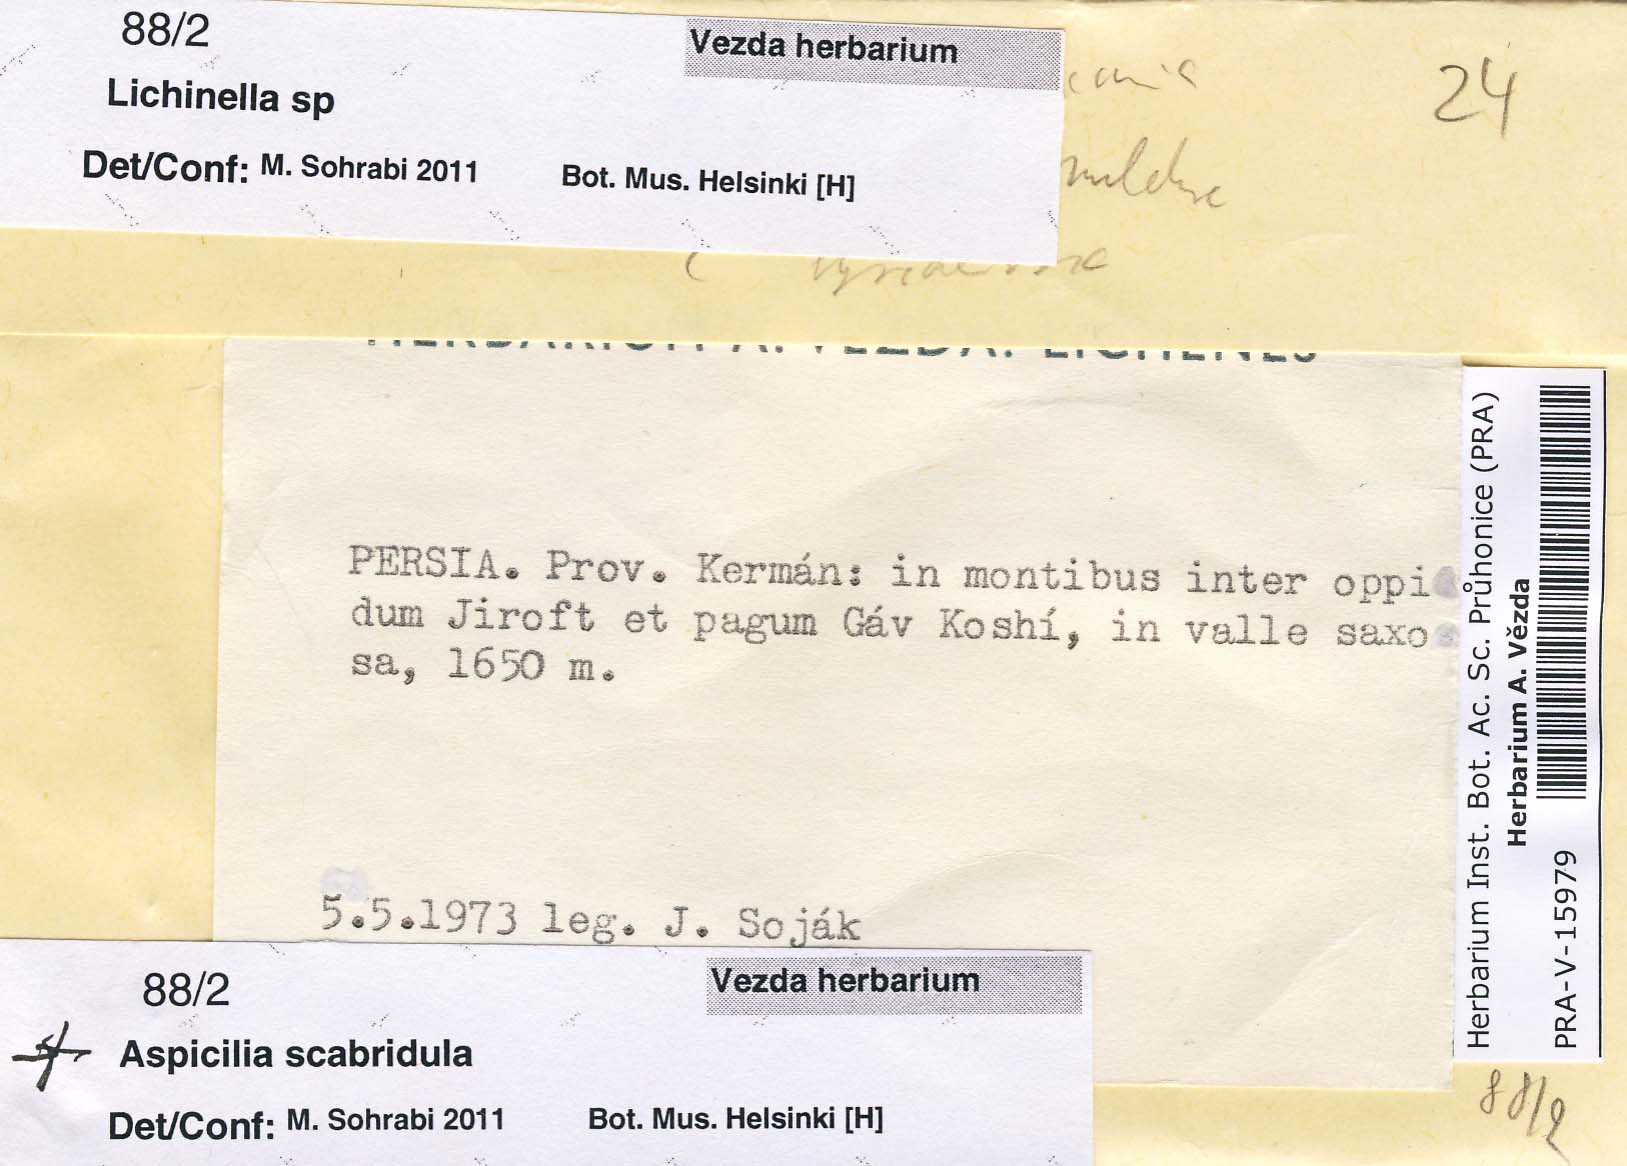 88/2
Vezda herbarium
Lichinella sp
Det/Conf: M. Sohrabi 2011 Bot. Mus. Helsinki [H]
24
HERBARIUM A. VĚZDA: LICHENES
PERSIA. Prov. Kermán: in montibus inter oppi
dum Jiroft et pagum Gáv Koshí, in valle saxo
sa, 1650 m.
5.5.1973 leg. J. Soják
Herbarium Inst. Bot. Ac. Sc. Průhonice (PRA)
Herbarium A. Vězda
PRA-V-15979
88/2
Vezda herbarium
Aspicilia scabridula
Det/Conf: M. Sohrabi 2011 Bot. Mus. Helsinki [H]
88/2